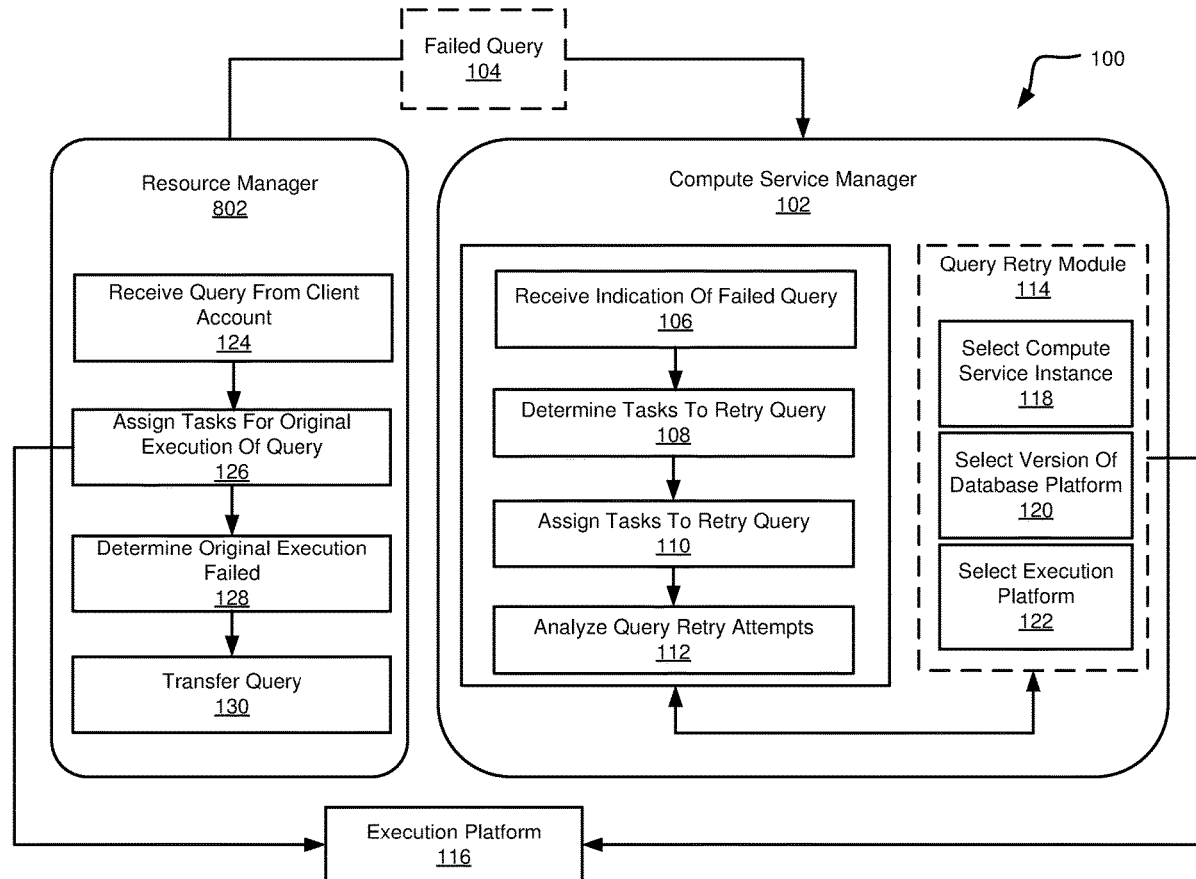 Failed Query
104
100
Resource Manager
802
Receive Query From Client
Account
124
Assign Tasks For Original
Execution Of Query
126
Determine Original Execution
Failed
128
Transfer Query
130
Compute Service Manager
102
Receive Indication Of Failed Query
106
Determine Tasks To Retry Query
108
Assign Tasks To Retry Query
110
Analyze Query Retry Attempts
112
Query Retry Module
114
Select Compute
Service Instance
118
Select Version Of
Database Platform
120
Select Execution
Platform
122
Execution Platform
116